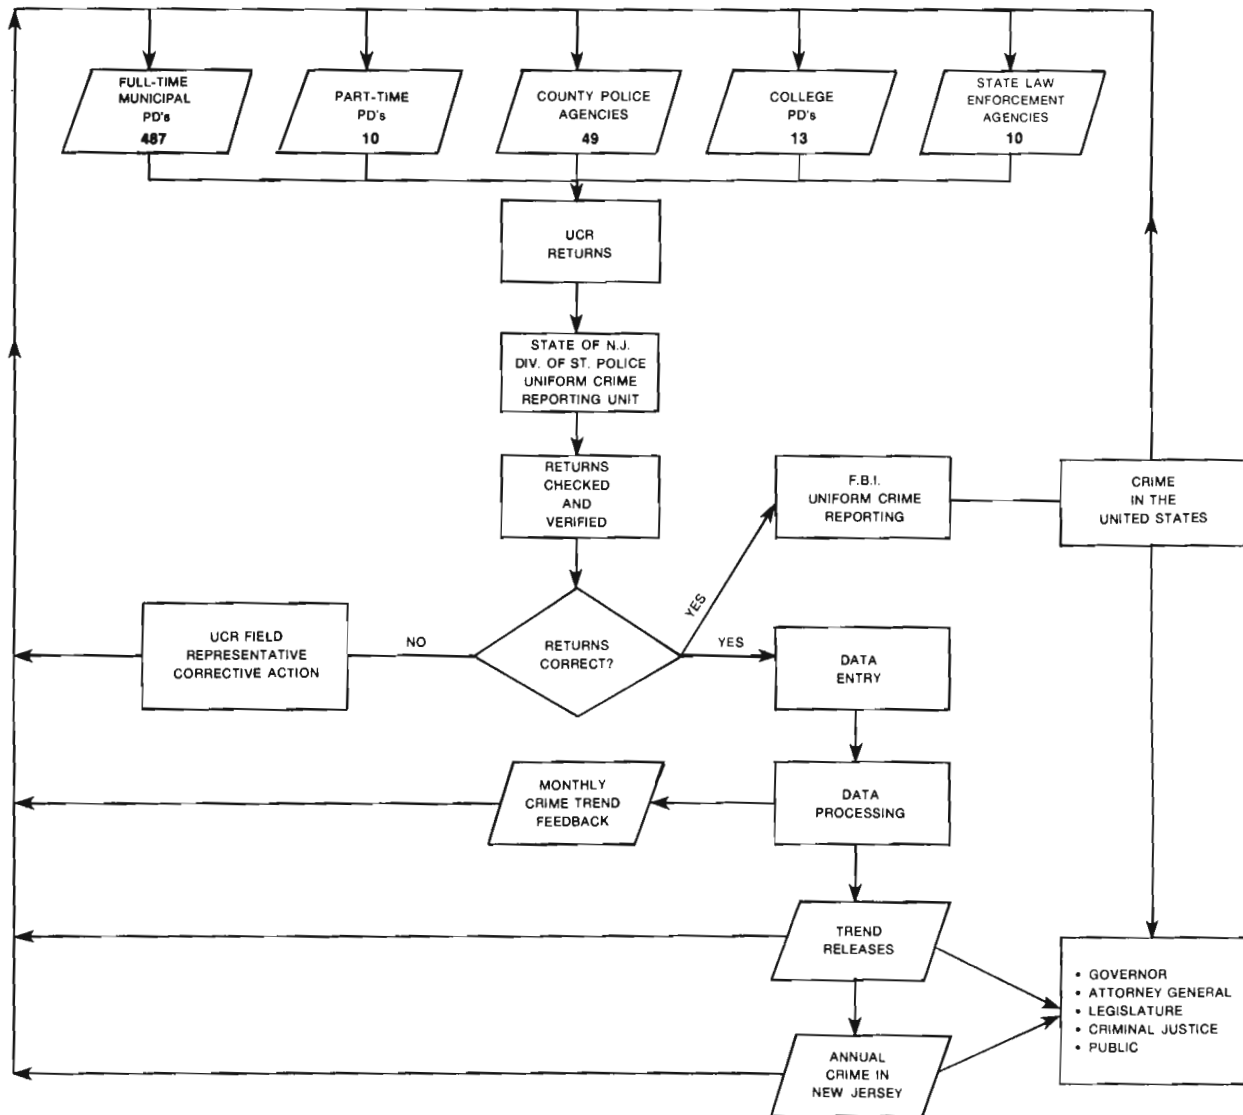 FULL-TIME
MUNICIPAL
PD's
487
PART-TIME
PD's
10
COUNTY POLICE
AGENCIES
49
COLLEGE
PD's
13
STATE LAW
ENFORCEMENT
AGENCIES
10
UCR
RETURNS
STATE OF N.J.
DIV. OF ST. POLICE
UNIFORM CRIME
REPORTING UNIT
RETURNS
CHECKED
AND
VERIFIED
F.B.I.
UNIFORM CRIME
REPORTING
CRIME
IN THE
UNITED STATES
YES
UCR FIELD
REPRESENTATIVE
CORRECTIVE ACTION
NO
RETURNS
CORRECT?
YES
DATA
ENTRY
MONTHLY
CRIME TREND
FEEDBACK
DATA
PROCESSING
TREND
RELEASES
• GOVERNOR
• ATTORNEY GENERAL
• LEGISLATURE
• CRIMINAL JUSTICE
• PUBLIC
ANNUAL
CRIME IN
NEW JERSEY